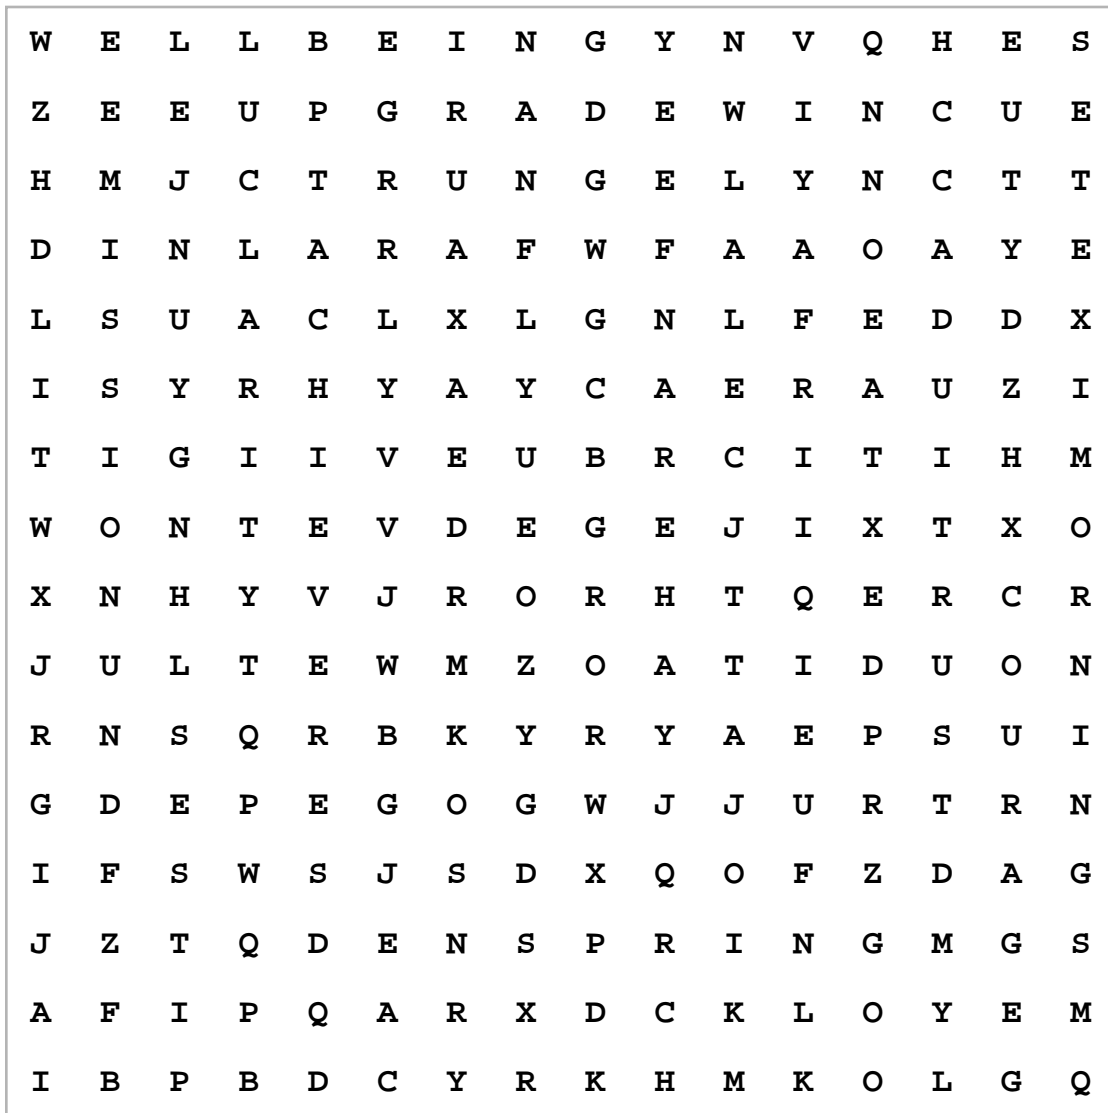 W E L L B E I N G Y N V Q H E S
Z E E U P G R A D E W I N C U E
H M J C T R U N G E L Y N C T T
D I N L A R A F W F A A O A Y E
L S U A C L X L G N L F E D D X
I S Y R H Y A Y C A E R A U Z I
T I G I I V E U B R C I T I H M
W O N T E V D E G E J I X T X O
X N H Y V J R O R H T Q E R C R
J U L T E W M Z O A T I D U O N
R N S Q R B K Y R Y A E P S U I
G D E P E G O G W J J U R T R N
I F S W S J S D X Q O F Z D A G
J Z T Q D E N S P R I N G M G S
A F I P Q A R X D C K L O Y E M
I B P B D C Y R K H M K O L G Q